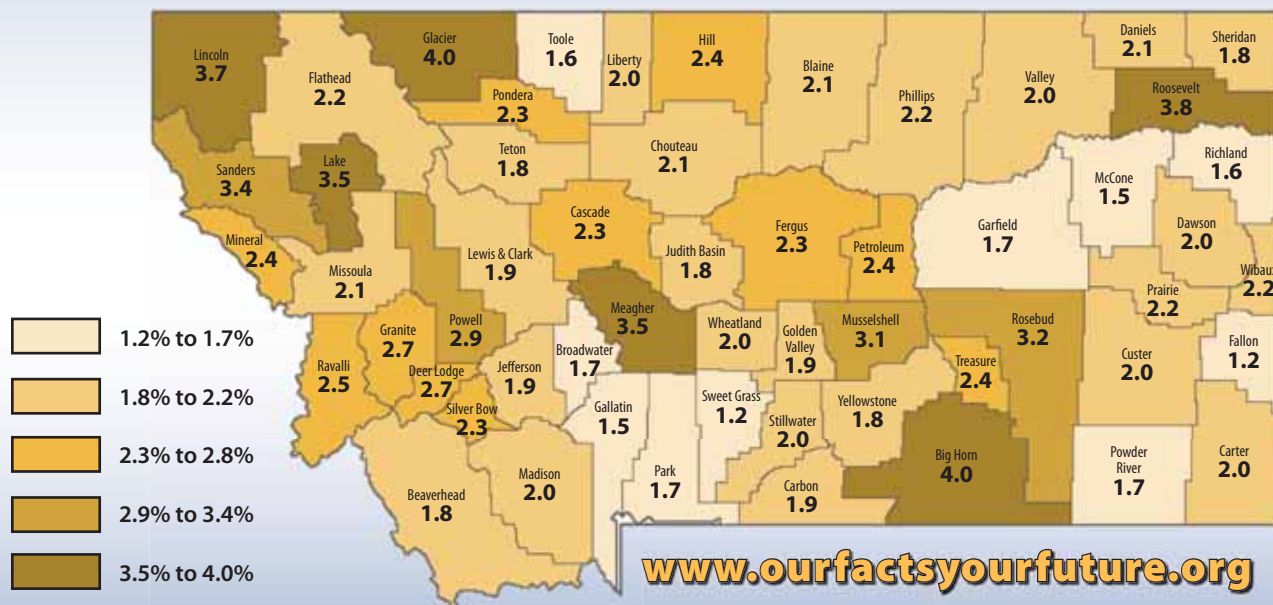 Lincoln
3.7
Flathead
2.2
Glacier
4.0
Toole
1.6
Liberty
2.0
Hill
2.4
Blaine
2.1
Phillips
2.2
Valley
2.0
Daniels
2.1
Sheridan
1.8
Roosevelt
3.8
Pondera
2.3
Teton
1.8
Chouteau
2.1
Richland
1.6
McCone
1.5
Sanders
3.4
Lake
3.5
Cascade
2.3
Fergus
2.3
Petroleum
2.4
Garfield
1.7
Dawson
2.0
Mineral
2.4
Missoula
2.1
Lewis & Clark
1.9
Judith Basin
1.8
Wibaux
2.2
Prairie
2.2
Meagher
3.5
Powell
2.9
Granite
2.7
Wheatland
2.0
Golden
Valley
1.9
Musselshell
3.1
Rosebud
3.2
Fallon
1.2
Ravalli
2.5
Deer Lodge
2.7
Jefferson
1.9
Broadwater
1.7
Treasure
2.4
Custer
2.0
Silver Bow
2.3
Gallatin
1.5
Sweet Grass
1.2
Stillwater
2.0
Yellowstone
1.8
Big Horn
4.0
Powder
River
1.7
Carter
2.0
Beaverhead
1.8
Madison
2.0
Park
1.7
Carbon
1.9
1.2% to 1.7%
1.8% to 2.2%
2.3% to 2.8%
2.9% to 3.4%
3.5% to 4.0%
www.ourfactsyourfuture.org